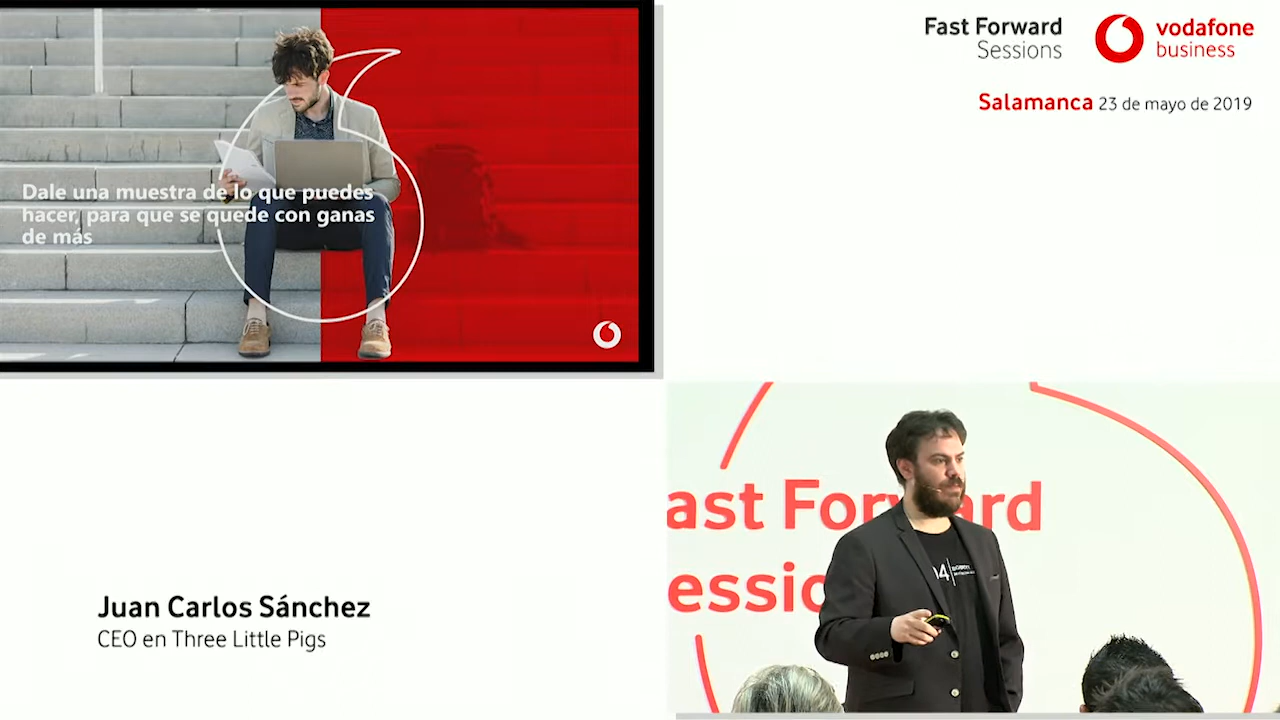 Fast Forward
Sessions
vodafone
business
Salamanca 23 de mayo de 2019
Dale una muestra de lo que puedes
hacer, para que se quede con ganas
de más
ast Forward
essio
Juan Carlos Sánchez
CEO en Three Little Pigs